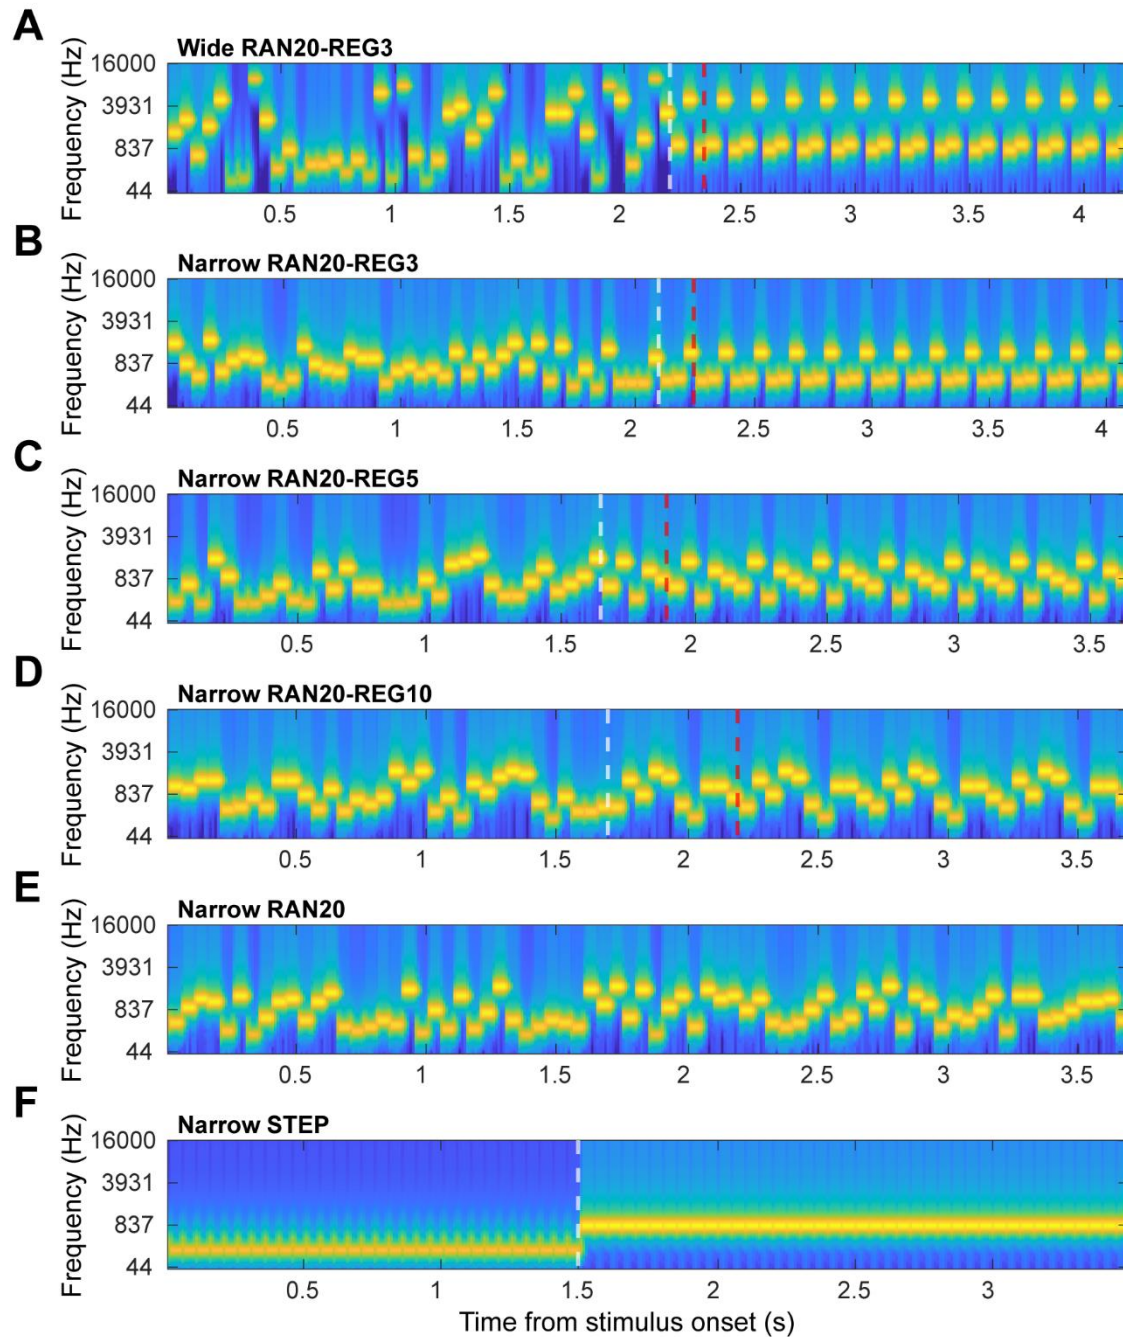 A
Wide RAN20-REG3
Frequency (Hz)
16000
3931
837
44
0.5 1 1.5 2 2.5 3 3.5 4
B
Narrow RAN20-REG3
Frequency (Hz)
16000
3931
837
44
0.5 1 1.5 2 2.5 3 3.5 4
C
Narrow RAN20-REG5
Frequency (Hz)
16000
3931
837
44
0.5 1 1.5 2 2.5 3 3.5
D
Narrow RAN20-REG10
Frequency (Hz)
16000
3931
837
44
0.5 1 1.5 2 2.5 3 3.5
E
Narrow RAN20
Frequency (Hz)
16000
3931
837
44
0.5 1 1.5 2 2.5 3 3.5
F
Narrow STEP
Frequency (Hz)
16000
3931
837
44
0.5 1 1.5 2 2.5 3
Time from stimulus onset (s)